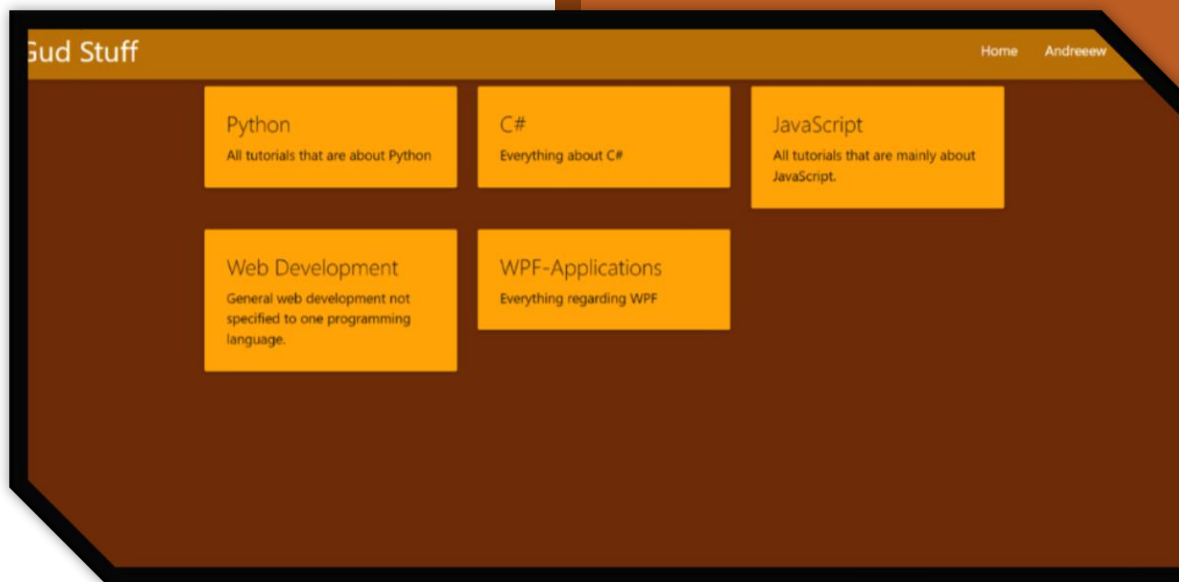 Gud Stuff
Home Andreeew
Python
All tutorials that are about Python
C#
Everything about C#
JavaScript
All tutorials that are mainly about
JavaScript.
Web Development
General web development not
specified to one programming
language.
WPF-Applications
Everything regarding WPF